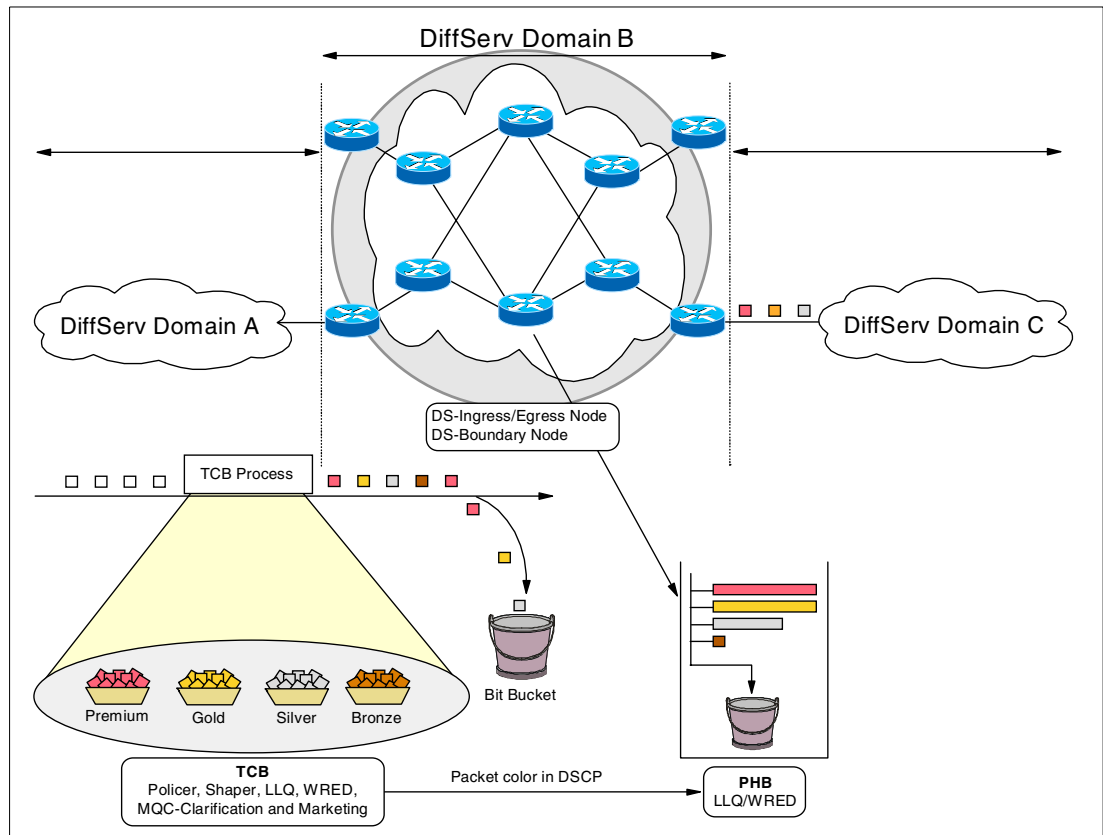 DiffServ Domain B
DiffServ Domain A
DiffServ Domain C
DS-Ingress/Egress Node
DS-Boundary Node
TCB Process
Bit Bucket
Premium
Gold
Silver
Bronze
TCB
Policer, Shaper, LLQ, WRED,
MQC-Clarification and Marketing
Packet color in DSCP
PHB
LLQ/WRED